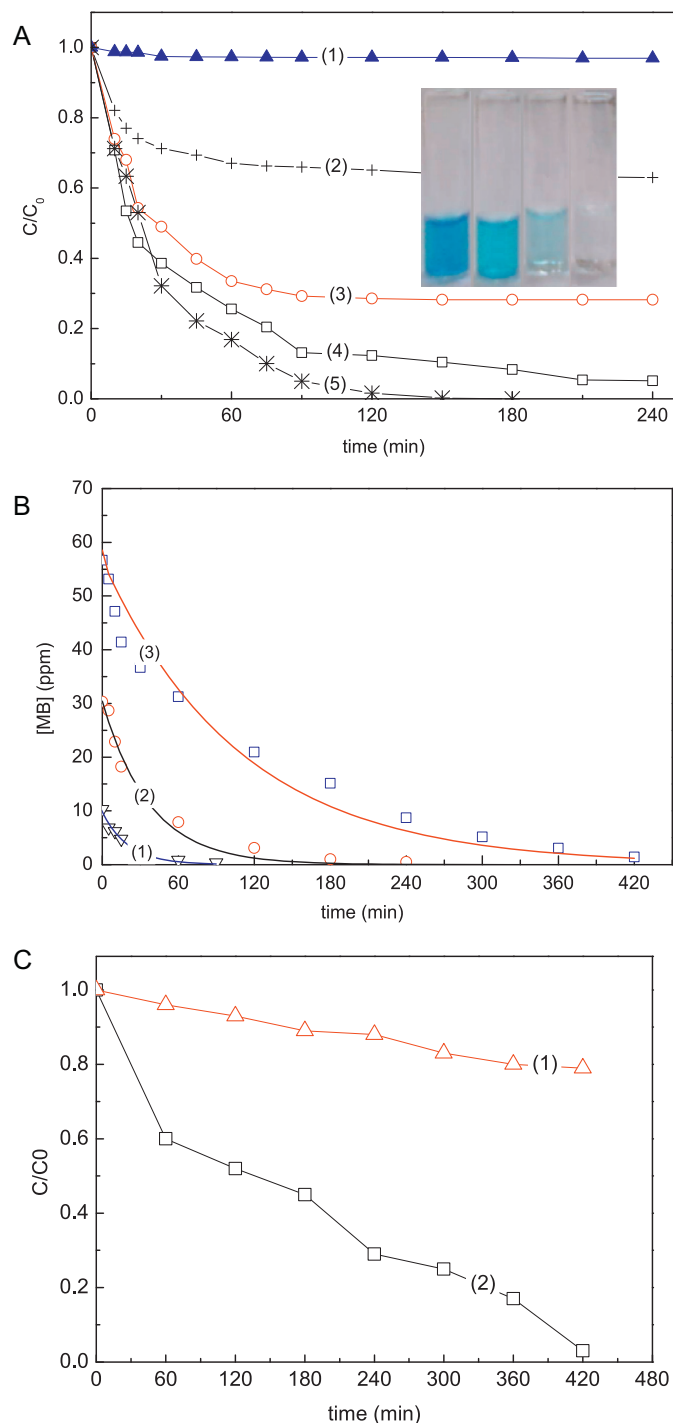 A
1.0
0.8
0.6
0.4
0.2
0.0
C/C₀
(1)
(2)
(3)
(4)
(5)
0 60 120 180 240
time (min)
B
70
60
50
40
30
20
10
0
[MB] (ppm)
(3)
(2)
(1)
0 60 120 180 240 300 360 420
time (min)
C
1.0
0.8
0.6
0.4
0.2
0.0
C/C0
(1)
(2)
0 60 120 180 240 300 360 420 480
time (min)